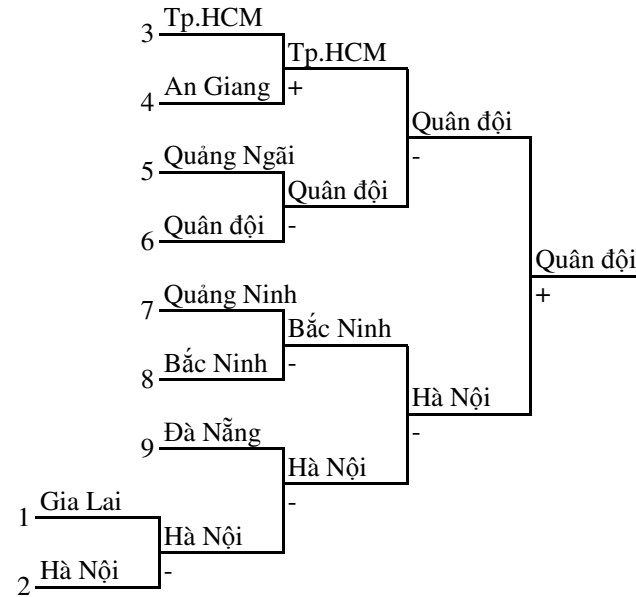 3 Tp.HCM
Tp.HCM
4 An Giang +
Quân đội
5 Quảng Ngãi -
Quân đội
6 Quân đội -
Quân đội
7 Quảng Ninh +
Bắc Ninh
8 Bắc Ninh -
Hà Nội
9 Đà Nẵng -
Hà Nội
1 Gia Lai -
Hà Nội
2 Hà Nội -